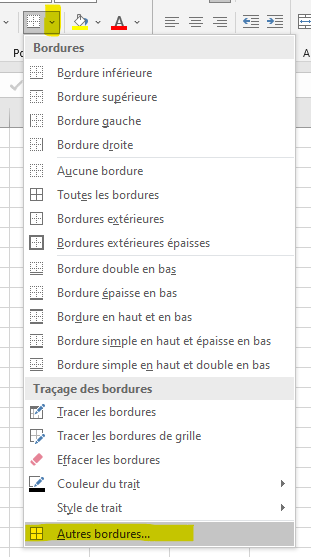 A
Po
A
Bordures
Bordure inférieure
Bordure supérieure
Bordure gauche
Bordure droite
Aucune bordure
Toutes les bordures
Bordures extérieures
Bordures extérieures épaisses
Bordure double en bas
Bordure épaisse en bas
Bordure en haut et en bas
Bordure simple en haut et épaisse en bas
Bordure simple en haut et double en bas
Traçage des bordures
Tracer les bordures
Tracer les bordures de grille
Effacer les bordures
Couleur du trait
Style de trait
Autres bordures...